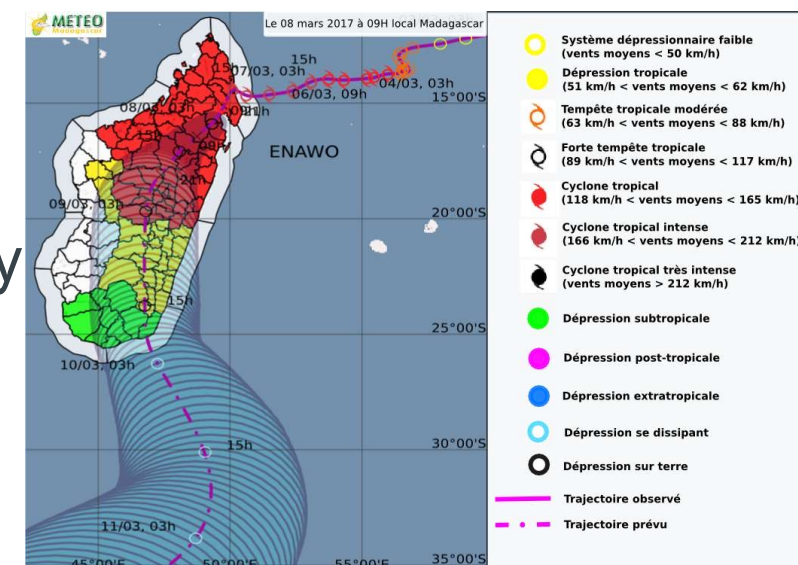 METEO
Madagascar
Le 08 mars 2017 à 09H local Madagascar
15h
15h
07/03, 03h
04/03, 03h
06/03, 09h
15°00'S
08/03, 03h
09h
21h
15h
09h
ENAWO
21h
09/03, 03h
20°00'S
y
15h
25°00'S
10/03, 03h
15h
30°00'S
11/03, 03h
45°00'E
50°00'E
55°00'E
35°00'S
Système dépressionnaire faible
(vents moyens < 50 km/h)
Dépression tropicale
(51 km/h < vents moyens < 62 km/h)
Tempête tropicale modérée
(63 km/h < vents moyens < 88 km/h)
Forte tempête tropicale
(89 km/h < vents moyens < 117 km/h)
Cyclone tropical
(118 km/h < vents moyens < 165 km/h)
Cyclone tropical intense
(166 km/h < vents moyens < 212 km/h)
Cyclone tropical très intense
(vents moyens > 212 km/h)
Dépression subtropicale
Dépression post-tropicale
Dépression extratropicale
Dépression se dissipant
Dépression sur terre
Trajectoire observé
Trajectoire prévu